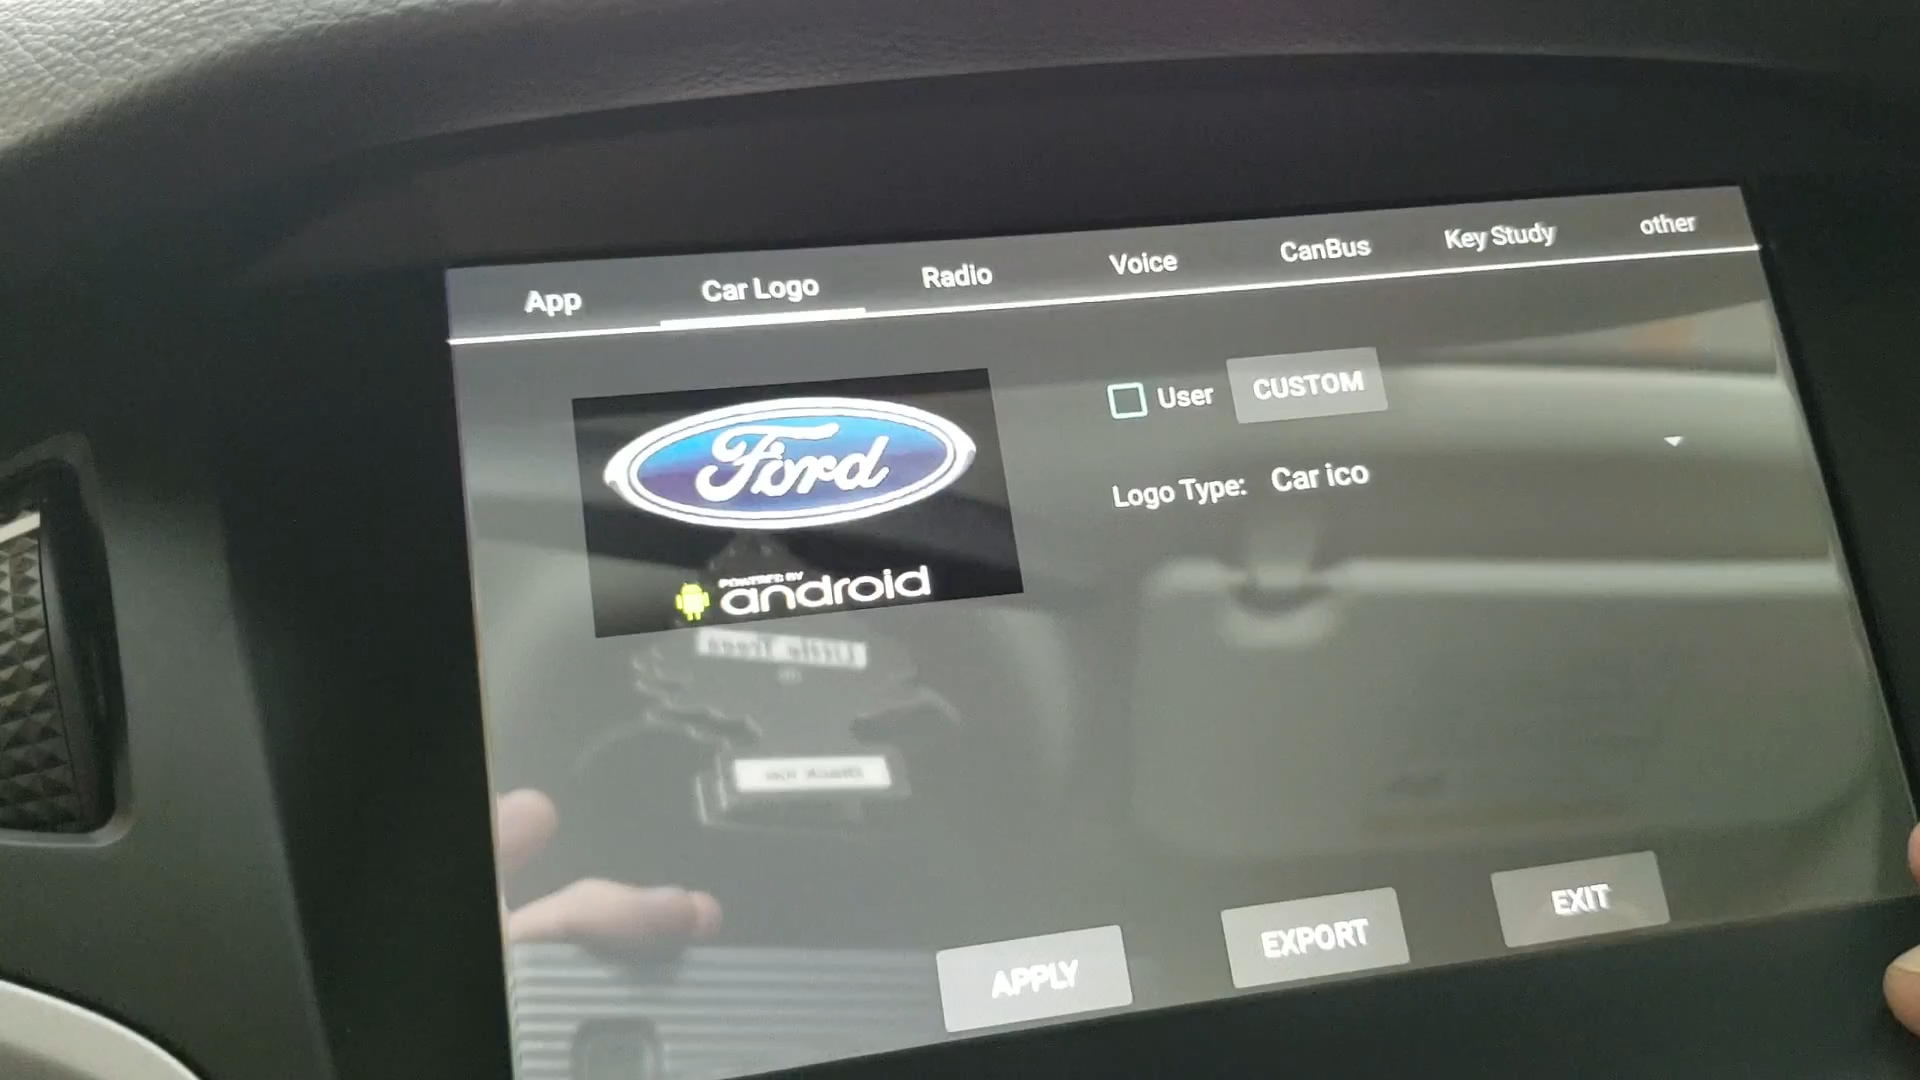 App Car Logo Radio Voice CanBus Key Study other
User CUSTOM
Logo Type: Car ico
Ford
POWERED BY
android
APPLY EXPORT EXIT